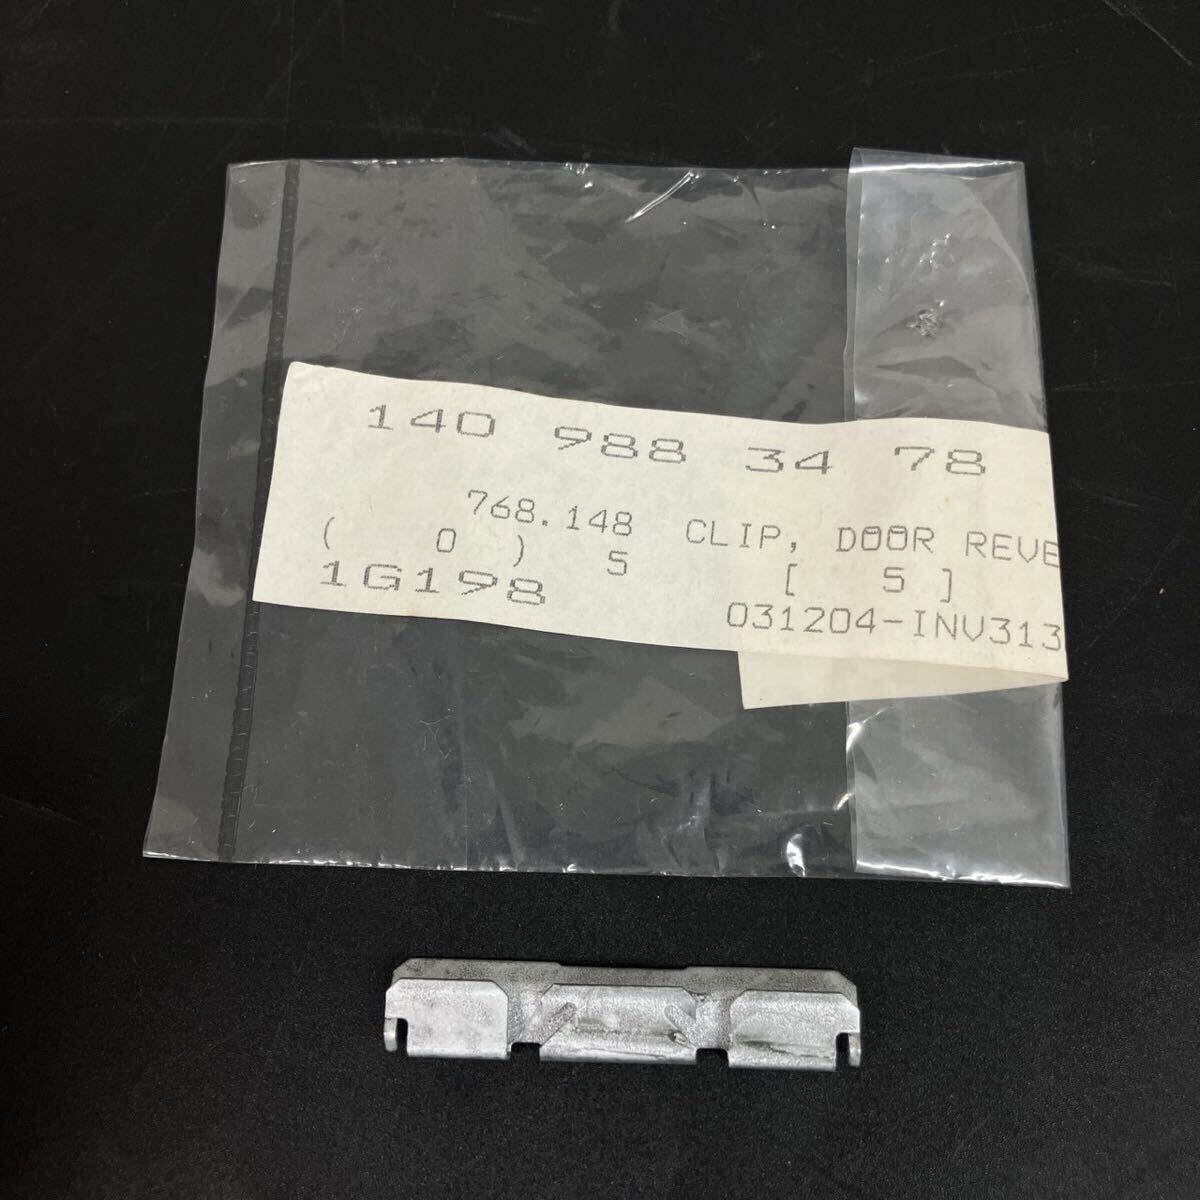 140 988 34 78
768.148 CLIP, DOOR REVE
( 0 ) 5 [ 5 ]
1G198 031204-INV313